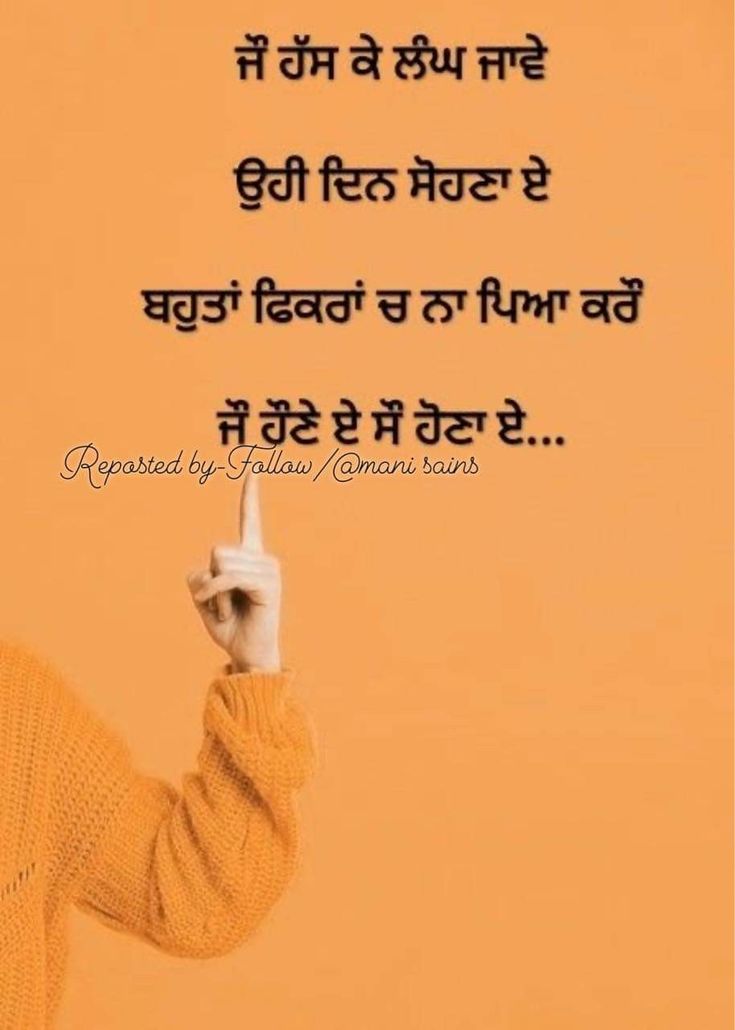 ਜੌ ਹੱਸ ਕੇ ਲੰਘ ਜਾਵੇ
ਉਹੀ ਦਿਨ ਸੋਹਣਾ ਏ
ਬਹੁਤਾਂ ਫਿਕਰਾਂ ਚ ਨਾ ਪਿਆ ਕਰੌ
ਜੌ ਹੌਣੇ ਏ ਸੌ ਹੋਣਾ ਏ...
Reposted by-Follow/@mani sains